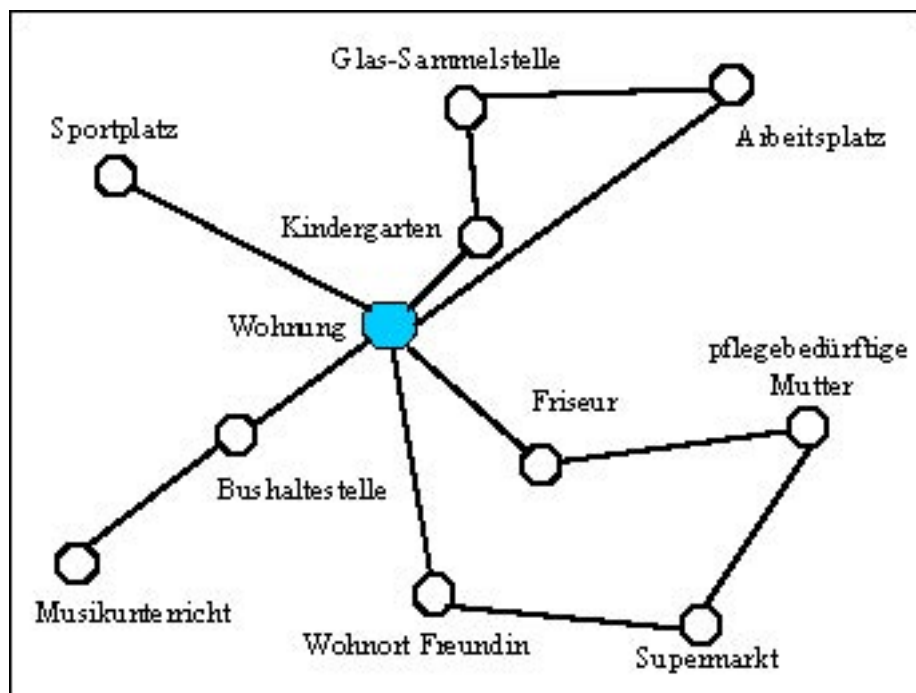 Glas-Sammelstelle
Sportplatz
Arbeitsplatz
Kindergarten
Wohnung
pflegebedürftige
Mutter
Friseur
Bushaltestelle
Musikunterricht
Wohnort Freundin
Supermarkt